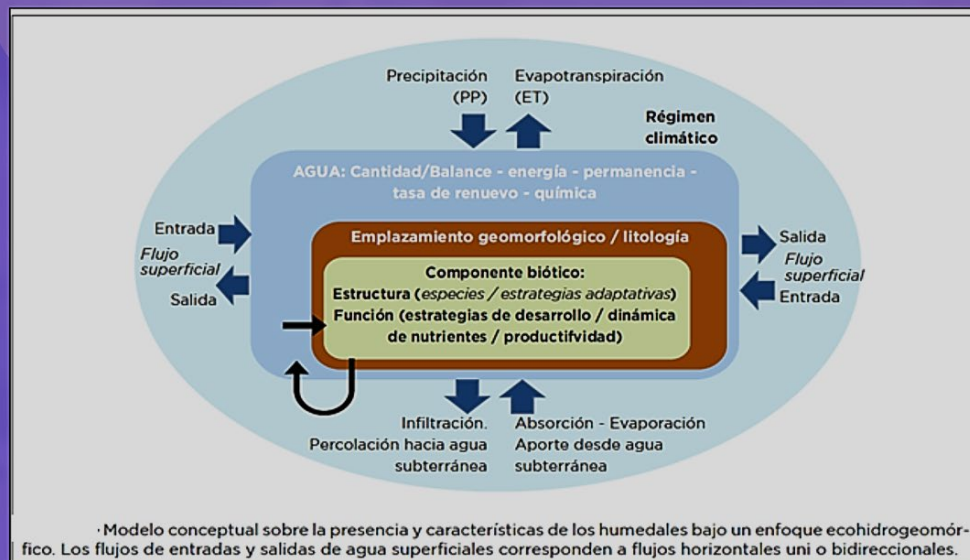 Precipitación
(PP)
Evapotranspiración
(ET)
Régimen
climático
AGUA: Cantidad/Balance - energía - permanencia -
tasa de renuevo - química
Entrada
Flujo
superficial
Salida
Emplazamiento geomorfológico / litología
Componente biótico:
Estructura (especies / estrategias adaptativas)
Función (estrategias de desarrollo / dinámica
de nutrientes / productifvidad)
Salida
Flujo
superficial
Entrada
Infiltración.
Percolación hacia agua
subterránea
Absorción - Evaporación
Aporte desde agua
subterránea
· Modelo conceptual sobre la presencia y características de los humedales bajo un enfoque ecohidrogeomór-
fico. Los flujos de entradas y salidas de agua superficiales corresponden a flujos horizontales uni o bidireccionales.